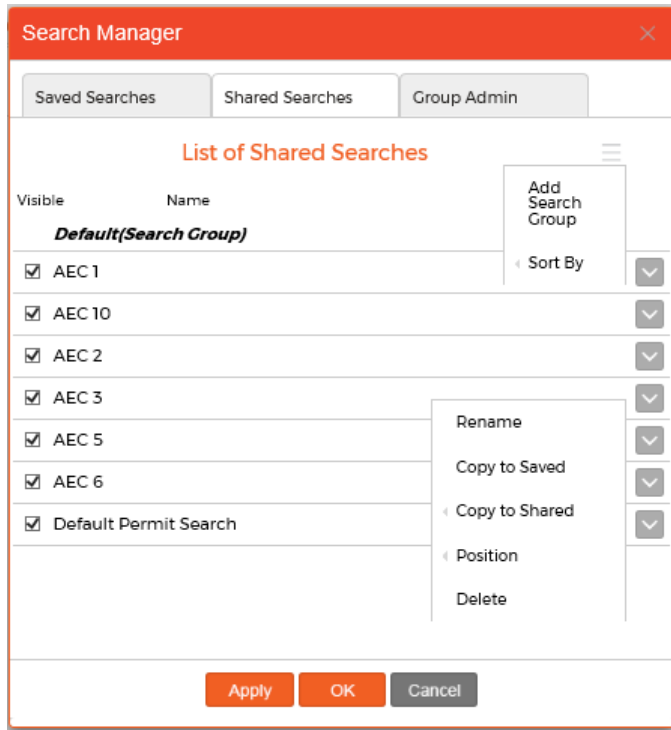 Search Manager
Saved Searches
Shared Searches
Group Admin
List of Shared Searches
Visible
Name
Default(Search Group)
Add
Search
Group
Sort By
AEC 1
AEC 10
AEC 2
AEC 3
AEC 5
AEC 6
Default Permit Search
Rename
Copy to Saved
Copy to Shared
Position
Delete
Apply
OK
Cancel